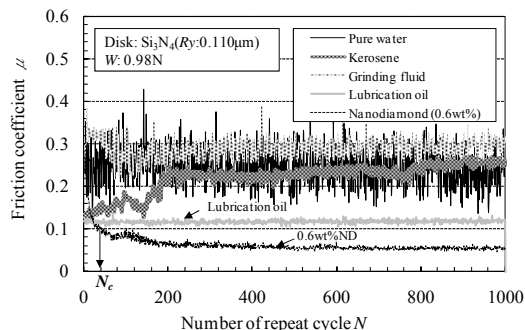 0.6
0.5
0.4
0.3
0.2
0.1
0
Friction coefficient μ
Disk: Si₃N₄(Ry:0.110μm)
W: 0.98N
Pure water
Kerosene
Grinding fluid
Lubrication oil
Nanodiamond (0.6wt%)
Lubrication oil
0.6wt%ND
0 200 400 600 800 1000
Nc
Number of repeat cycle N